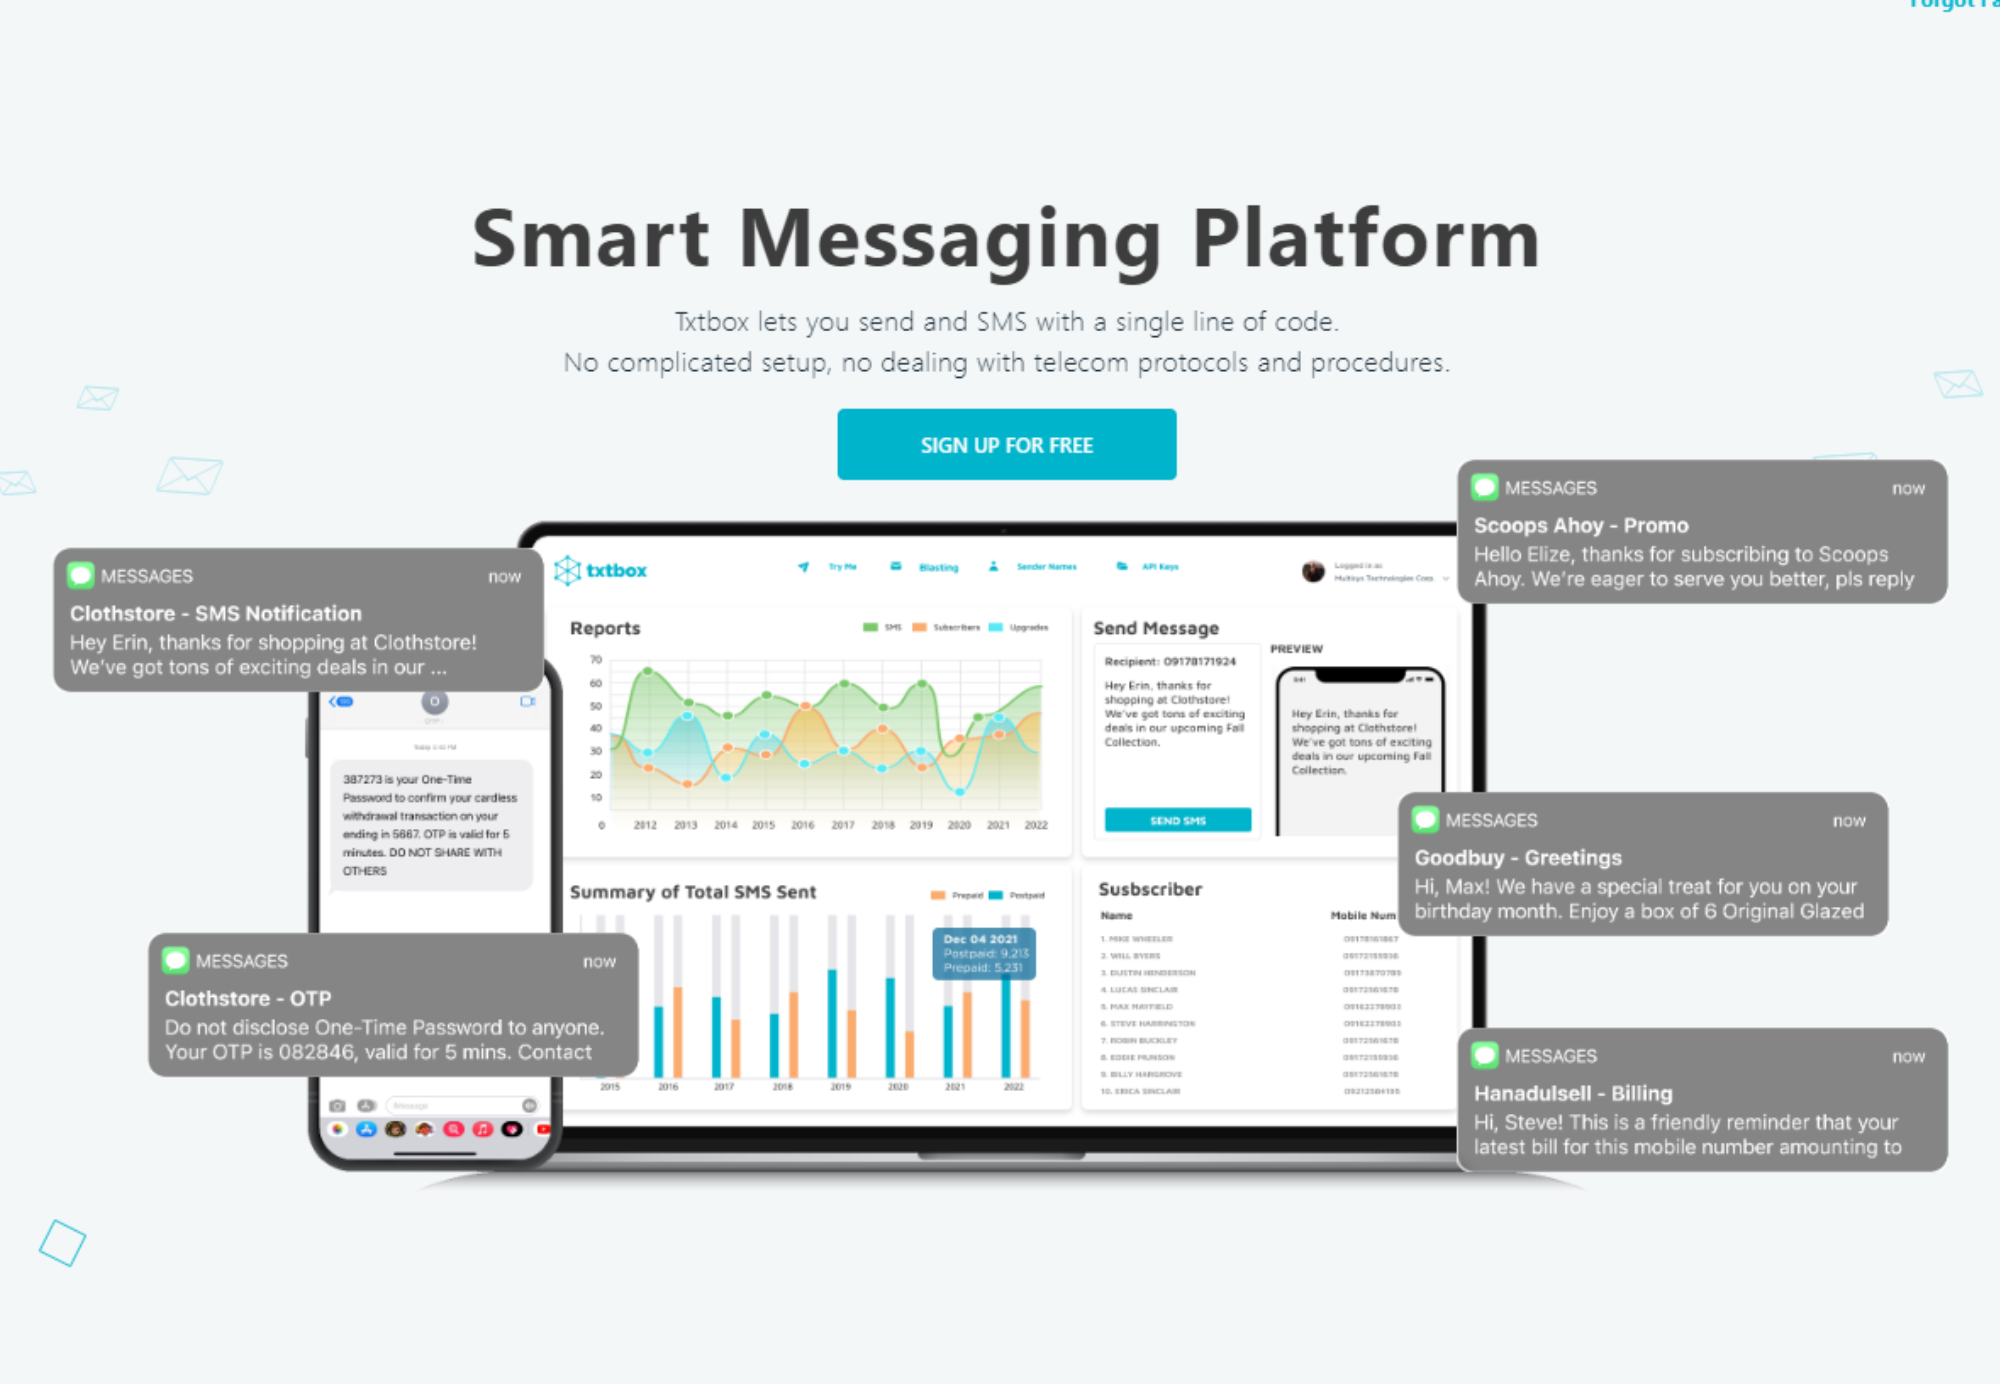 Smart Messaging Platform
Txtbox lets you send and SMS with a single line of code.
No complicated setup, no dealing with telecom protocols and procedures.
SIGN UP FOR FREE
MESSAGES now
Clothstore - SMS Notification
Hey Erin, thanks for shopping at Clothstore!
We've got tons of exciting deals in our ...
MESSAGES now
Scoops Ahoy - Promo
Hello Elize, thanks for subscribing to Scoops
Ahoy. We're eager to serve you better, pls reply
txtbox
Try Me
Blasting
Sender Names
API Keys
Logged in as:
Multisys Technologies Corp.
Reports
SMS Subscribers Upgrades
70
60
50
40
30
20
10
0 2012 2013 2014 2015 2016 2017 2018 2019 2020 2021 2022
Send Message
Recipient: 09178171924
Hey Erin, thanks for
shopping at Clothstore!
We've got tons of exciting
deals in our upcoming Fall
Collection.
SEND SMS
PREVIEW
9:41
Hey Erin, thanks for
shopping at Clothstore!
We've got tons of exciting
deals in our upcoming Fall
Collection.
O
387273 is your One-Time
Password to confirm your cardless
withdrawal transaction on your
ending in 5667. OTP is valid for 5
minutes. DO NOT SHARE WITH
OTHERS
iMessage
MESSAGES now
Clothstore - OTP
Do not disclose One-Time Password to anyone.
Your OTP is 082846, valid for 5 mins. Contact
Summary of Total SMS Sent
Prepaid Postpaid
Dec 04 2021
Postpaid: 9,213
Prepaid: 5,231
2015 2016 2017 2018 2019 2020 2021 2022
Susbscriber
Name Mobile Num
1. MIKE WHEELER
2. WILL BYERS
3. DUSTIN HENDERSON
4. LUCAS SINCLAIR
5. MAX MAYFIELD
6. STEVE HARRINGTON
7. ROBIN BUCKLEY
8. EDDIE MUNSON
9. BILLY HARGROVE
10. ERICA SINCLAIR
MESSAGES now
Goodbuy - Greetings
Hi, Max! We have a special treat for you on your
birthday month. Enjoy a box of 6 Original Glazed
MESSAGES now
Hanadulsell - Billing
Hi, Steve! This is a friendly reminder that your
latest bill for this mobile number amounting to